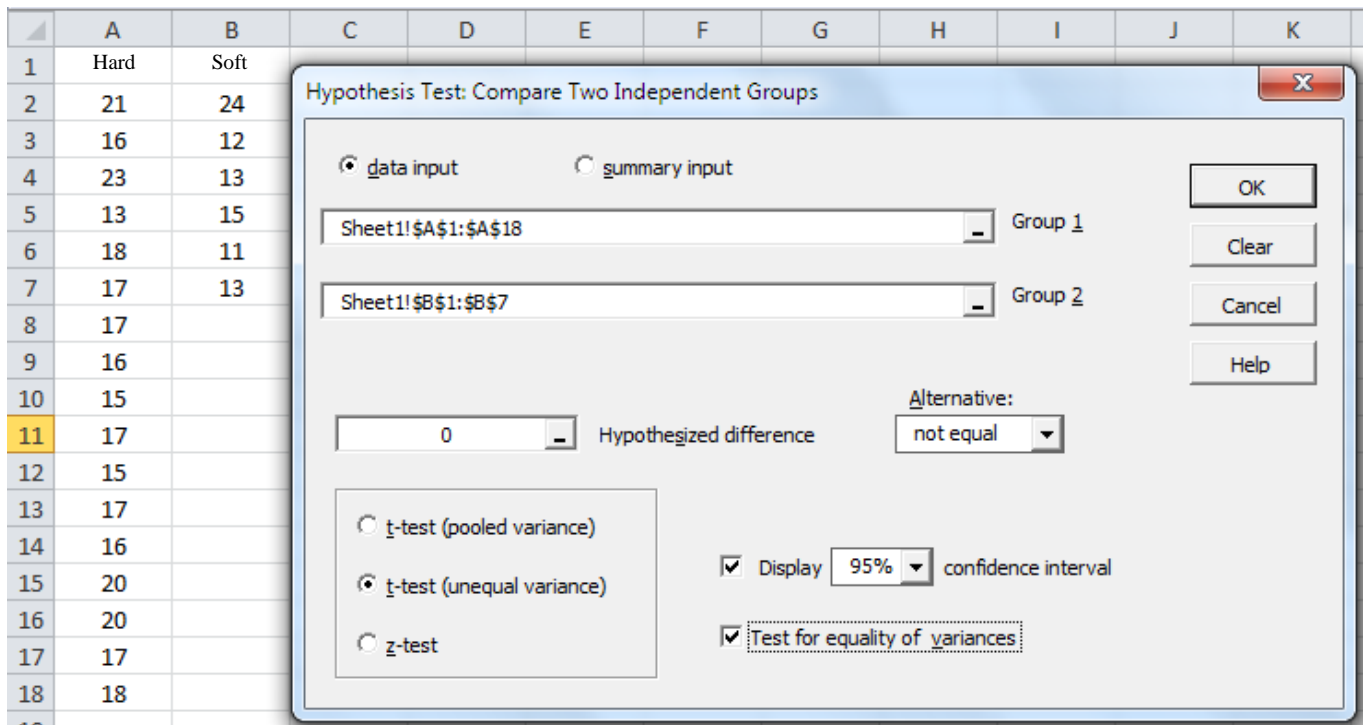 A B C D E F G H I J K
1 Hard Soft
Hypothesis Test: Compare Two Independent Groups
2 21 24
3 16 12
data input summary input
4 23 13
OK
5 13 15
Sheet1!$A$1:$A$18 Group 1
6 18 11
Clear
7 17 13
Sheet1!$B$1:$B$7 Group 2
Cancel
8 17
9 16
Help
10 15
Alternative:
11 17
0 Hypothesized difference not equal
12 15
13 17
t-test (pooled variance)
14 16
Display 95% confidence interval
15 20
t-test (unequal variance)
16 20
Test for equality of variances
17 17
z-test
18 18